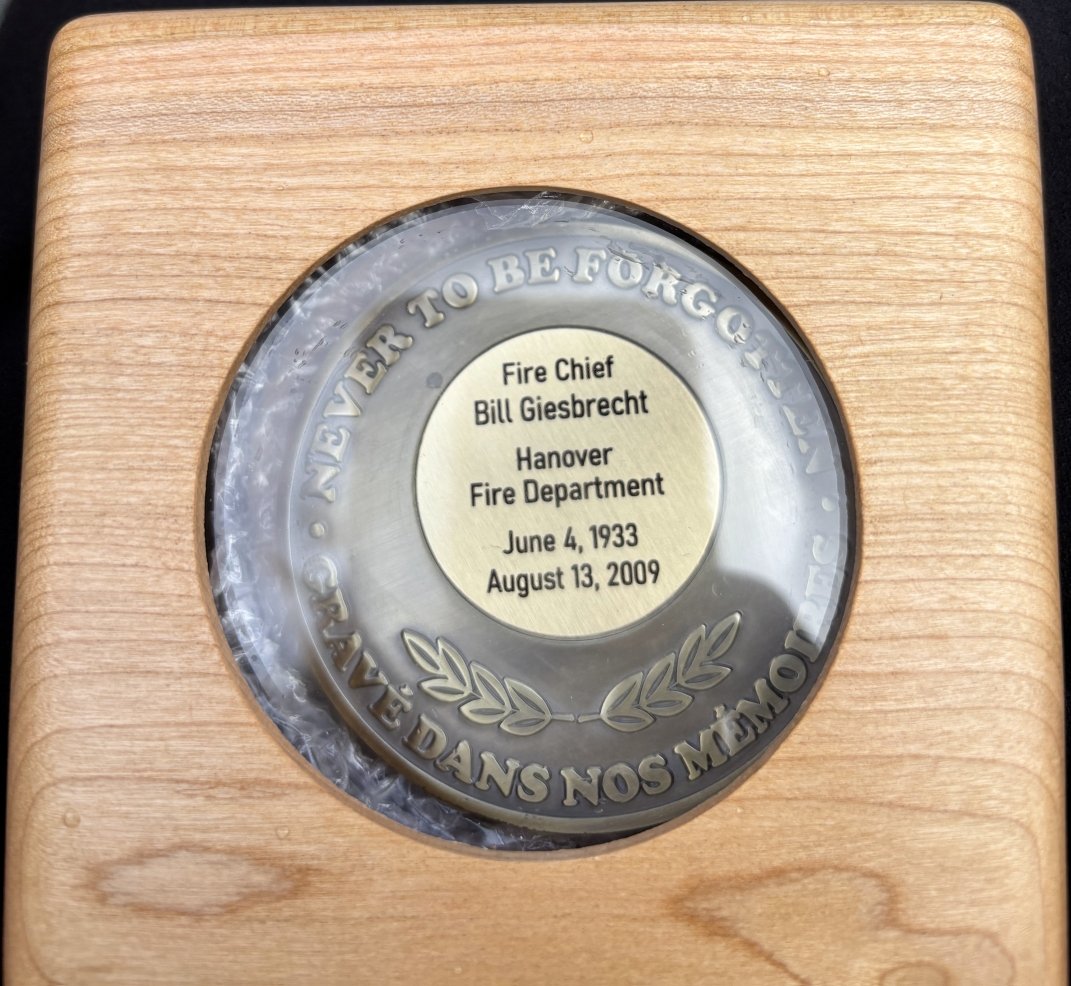 NEVER TO BE FORGOTTEN
Fire Chief
Bill Giesbrecht
Hanover
Fire Department
June 4, 1933
August 13, 2009
GRAVÉ DANS NOS MÉMOIRES